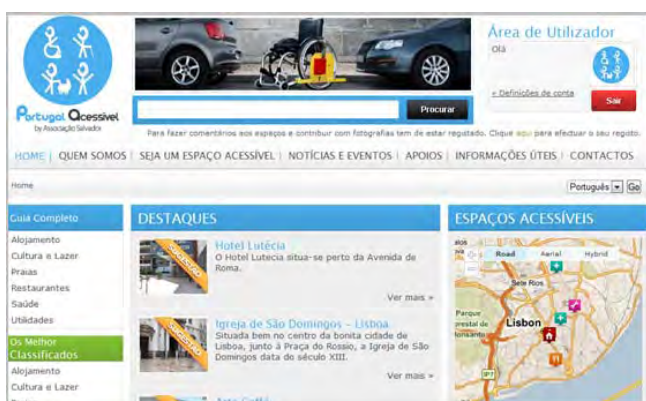 Área de Utilizador
Olá
Portugal Acessível
by Associação Salvador
Procurar
» Definições de conta
Sair
Para fazer comentários aos espaços e contribuir com fotografias tem de estar registado. Clique aqui para efectuar o seu registo.
HOME | QUEM SOMOS | SEJA UM ESPAÇO ACESSÍVEL | NOTÍCIAS E EVENTOS | APOIOS | INFORMAÇÕES ÚTEIS | CONTACTOS
Home
Português
Go
Guia Completo
Alojamento
Cultura e Lazer
Praias
Restaurantes
Saúde
Utilidades
Os Melhor
Classificados
Alojamento
Cultura e Lazer
DESTAQUES
SUGESTÃO
Hotel Lutécia
O Hotel Lutecia situa-se perto da Avenida de
Roma.
Ver mais »
SUGESTÃO
Igreja de São Domingos – Lisboa
Situada bem no centro da bonita cidade de
Lisboa, junto à Praça do Rossio, a Igreja de São
Domingos data do século XIII.
Ver mais »
ESPAÇOS ACESSÍVEIS
Road
Aerial
Hybrid
Sete Rios
Parque
Lisbon
IP7